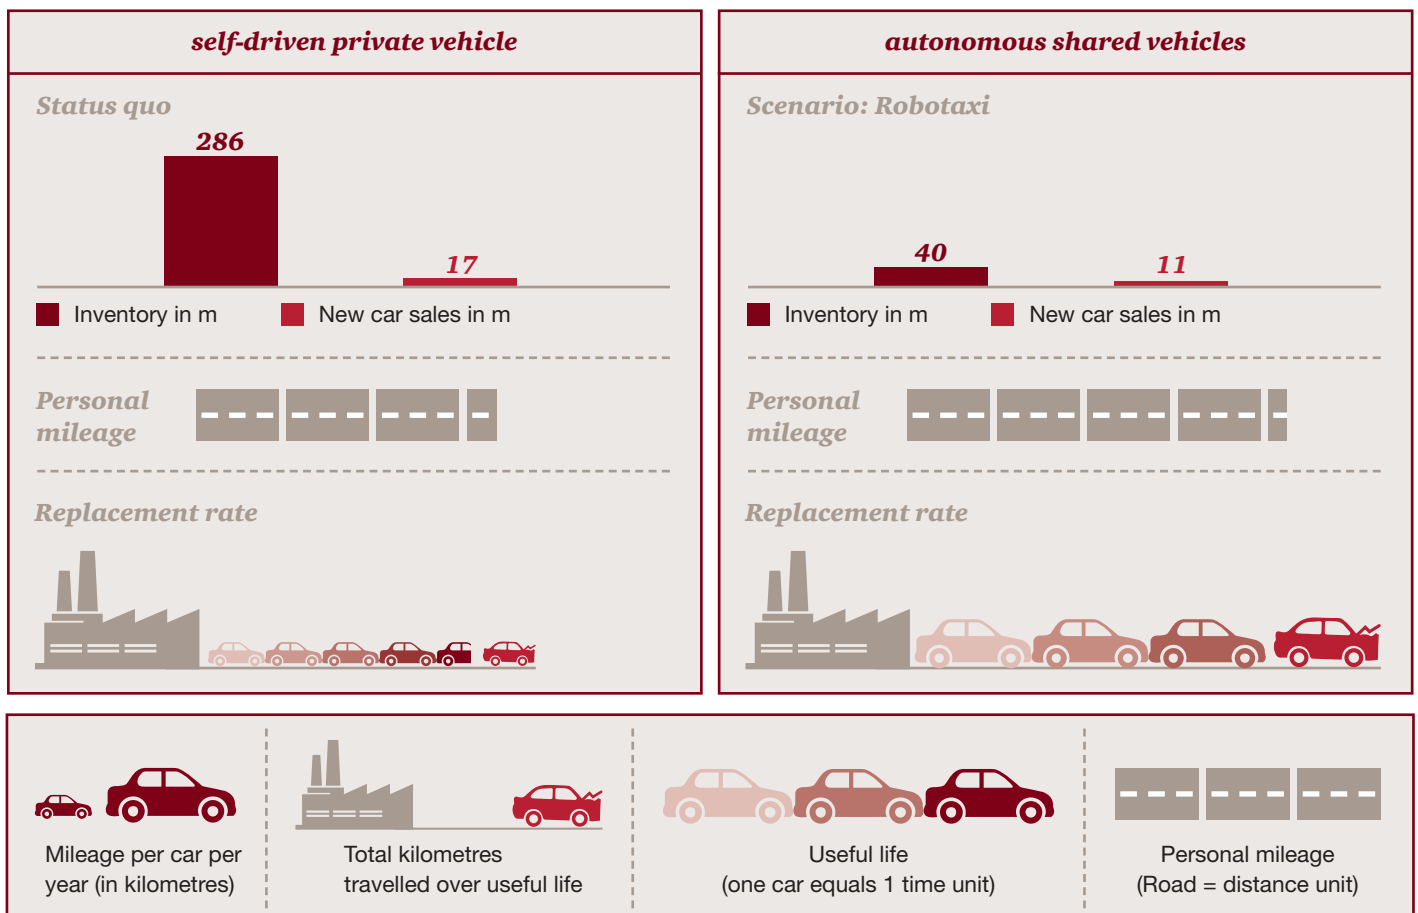 self-driven private vehicle
Status quo
286
17
Inventory in m
New car sales in m
Personal
mileage
Replacement rate
autonomous shared vehicles
Scenario: Robotaxi
40
11
Inventory in m
New car sales in m
Personal
mileage
Replacement rate
Mileage per car per
year (in kilometres)
Total kilometres
travelled over useful life
Useful life
(one car equals 1 time unit)
Personal mileage
(Road = distance unit)